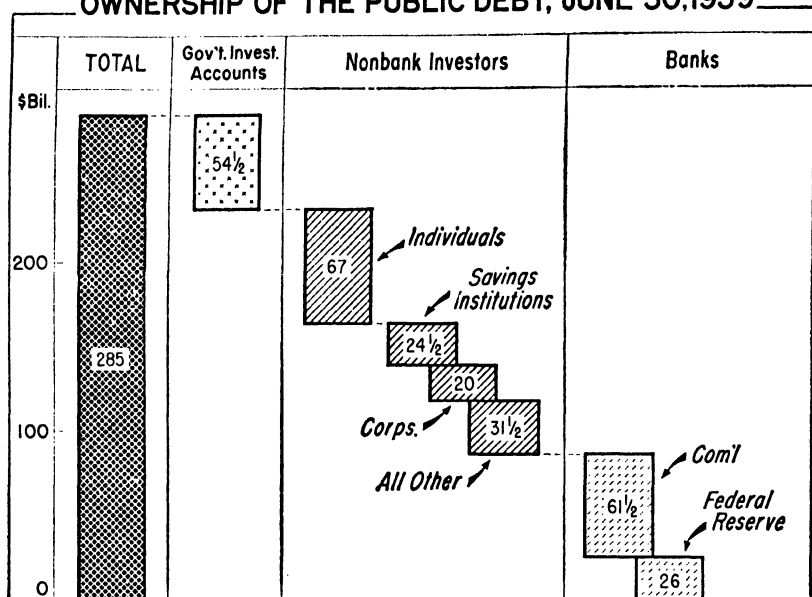 OWNERSHIP OF THE PUBLIC DEBT, JUNE 30, 1959
TOTAL
Gov't. Invest.
Accounts
Nonbank Investors
Banks
$Bil.
54½
Individuals
200
67
Savings
Institutions
285
24½
20
100
Corps.
31½
All Other
Com'l
61½
Federal
Reserve
0
26